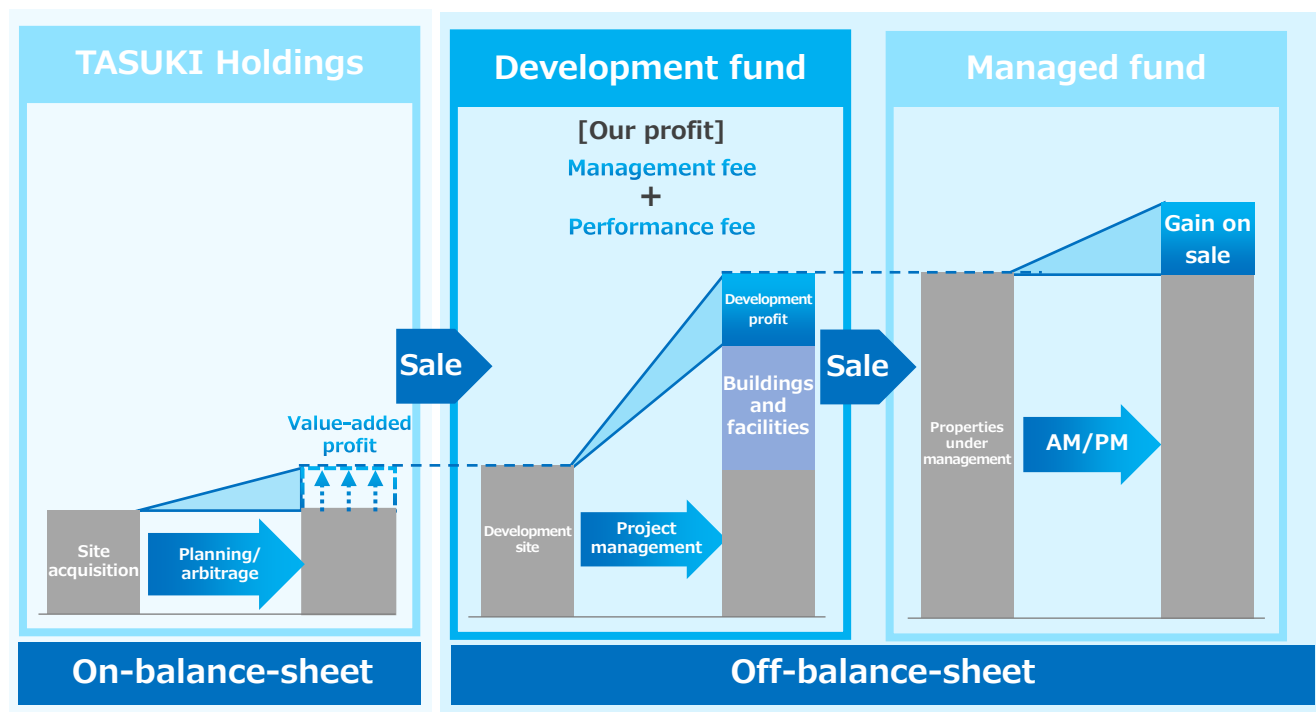 TASUKI Holdings
Value-added
profit
Site
acquisition
Planning/
arbitrage
On-balance-sheet
Sale
Development fund
[Our profit]
Management fee
+
Performance fee
Development
profit
Buildings
and
facilities
Development
site
Project
management
Sale
Managed fund
Gain on
sale
Properties
under
management
AM/PM
Off-balance-sheet